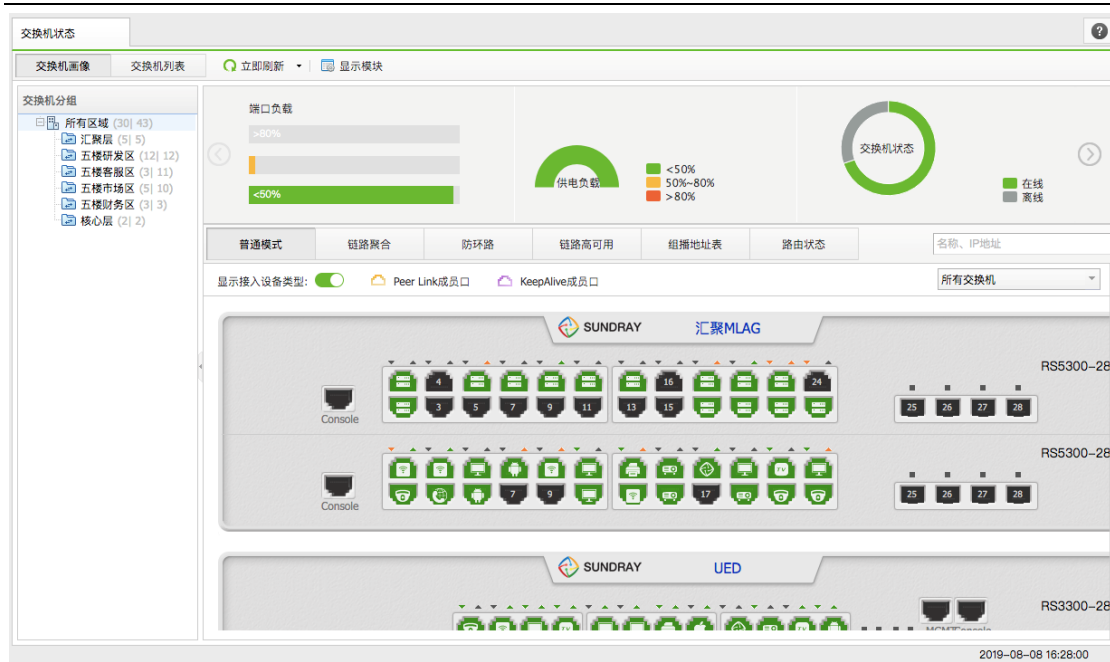 交换机状态
交换机画像 交换机列表 立即刷新 显示模块
交换机分组
所有区域 (30| 43)
汇聚层 (5| 5)
五楼研发区 (12| 12)
五楼客服区 (3| 11)
五楼市场区 (5| 10)
五楼财务区 (3| 3)
核心层 (2| 2)
端口负载
>80%
<50%
供电负载
<50%
50%~80%
>80%
交换机状态
在线
离线
普通模式 链路聚合 防环路 链路高可用 组播地址表 路由状态 名称、IP地址
显示接入设备类型: Peer Link成员口 KeepAlive成员口 所有交换机
SUNDRAY 汇聚MLAG
RS5300-28
4 16 24
3 5 7 9 11 13 15 25 26 27 28
Console
RS5300-28
TV
7 9 17 25 26 27 28
Console
SUNDRAY UED
RS3300-28
2019-08-08 16:28:00